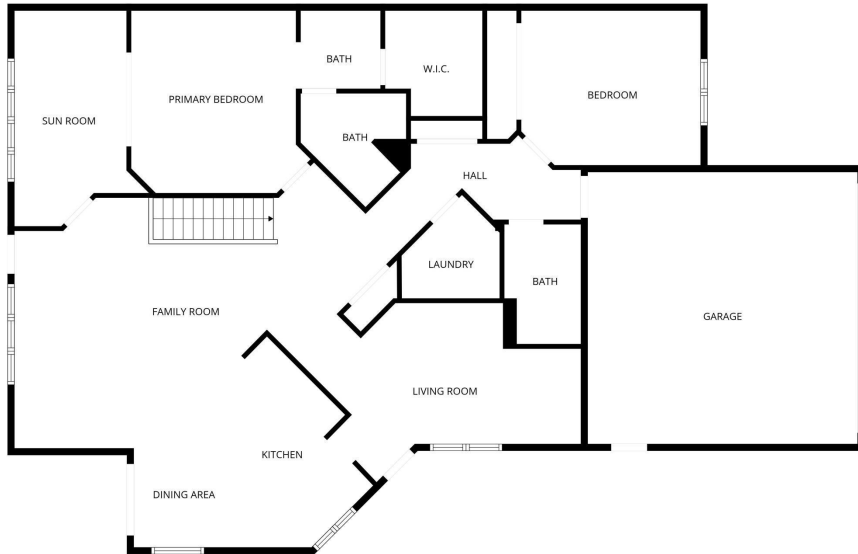 BATH
W.I.C.
BEDROOM
PRIMARY BEDROOM
SUN ROOM
BATH
HALL
LAUNDRY
BATH
FAMILY ROOM
GARAGE
LIVING ROOM
KITCHEN
DINING AREA